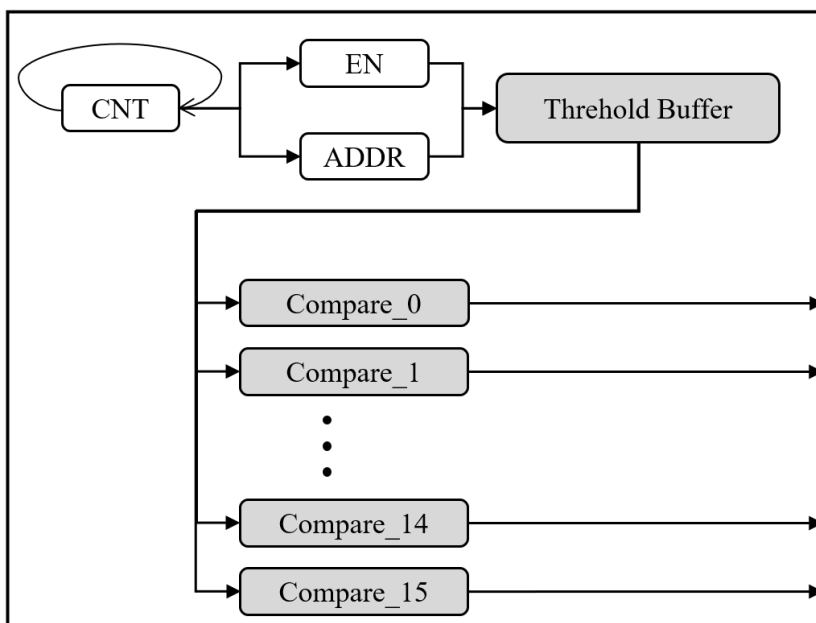 EN
CNT
Threhold Buffer
ADDR
Compare_0
Compare_1
Compare_14
Compare_15